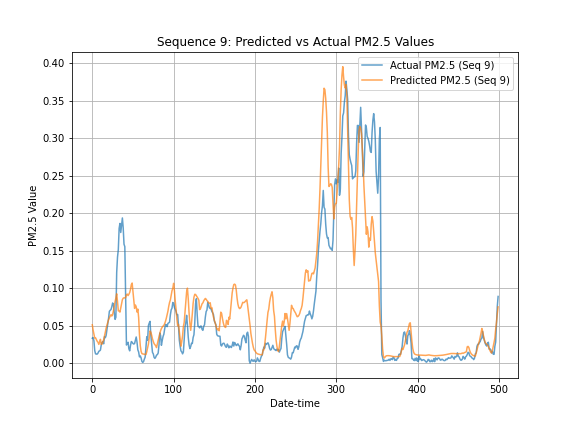 Sequence 9: Predicted vs Actual PM2.5 Values
Actual PM2.5 (Seq 9)
Predicted PM2.5 (Seq 9)
PM2.5 Value
0.40
0.35
0.30
0.25
0.20
0.15
0.10
0.05
0.00
0 100 200 300 400 500
Date-time